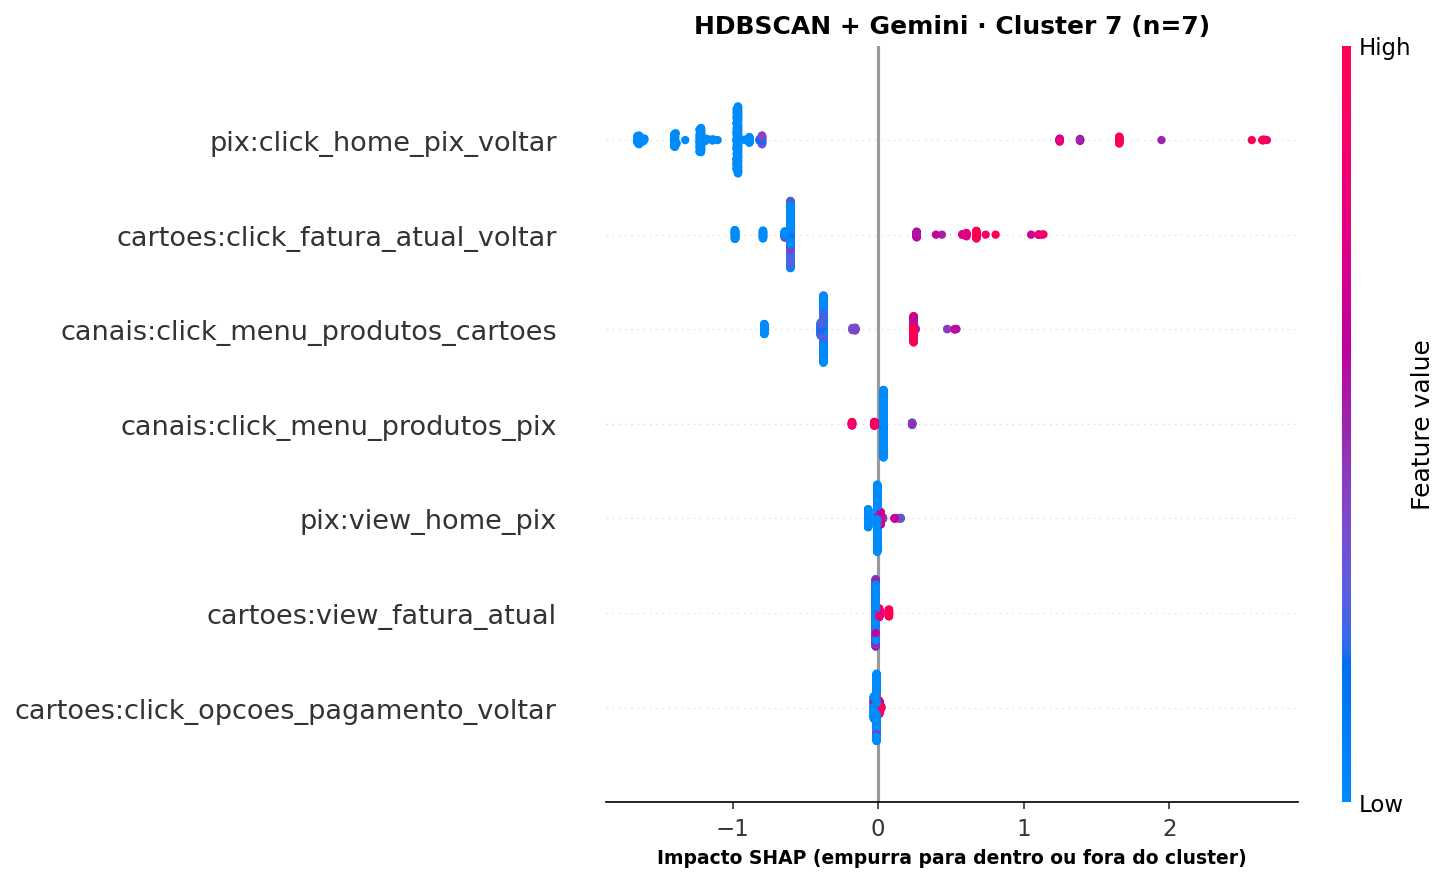 HDBSCAN + Gemini · Cluster 7 (n=7)
High
pix:click_home_pix_voltar
cartoes:click_fatura_atual_voltar
canais:click_menu_produtos_cartoes
canais:click_menu_produtos_pix
pix:view_home_pix
cartoes:view_fatura_atual
cartoes:click_opcoes_pagamento_voltar
Feature value
Low
−1 0 1 2
Impacto SHAP (empurra para dentro ou fora do cluster)